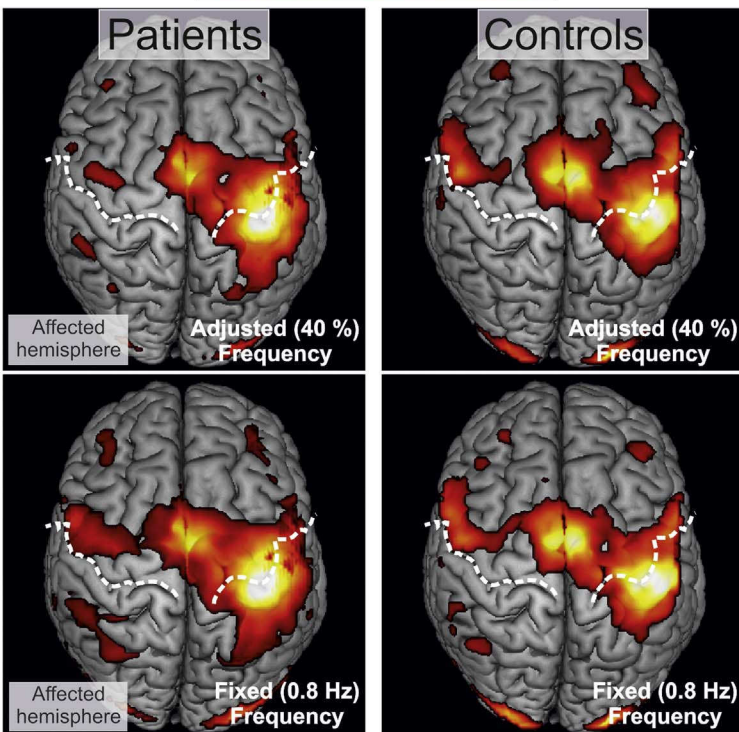 Patients
Controls
Affected
hemisphere
Adjusted (40 %)
Frequency
Adjusted (40 %)
Frequency
Affected
hemisphere
Fixed (0.8 Hz)
Frequency
Fixed (0.8 Hz)
Frequency